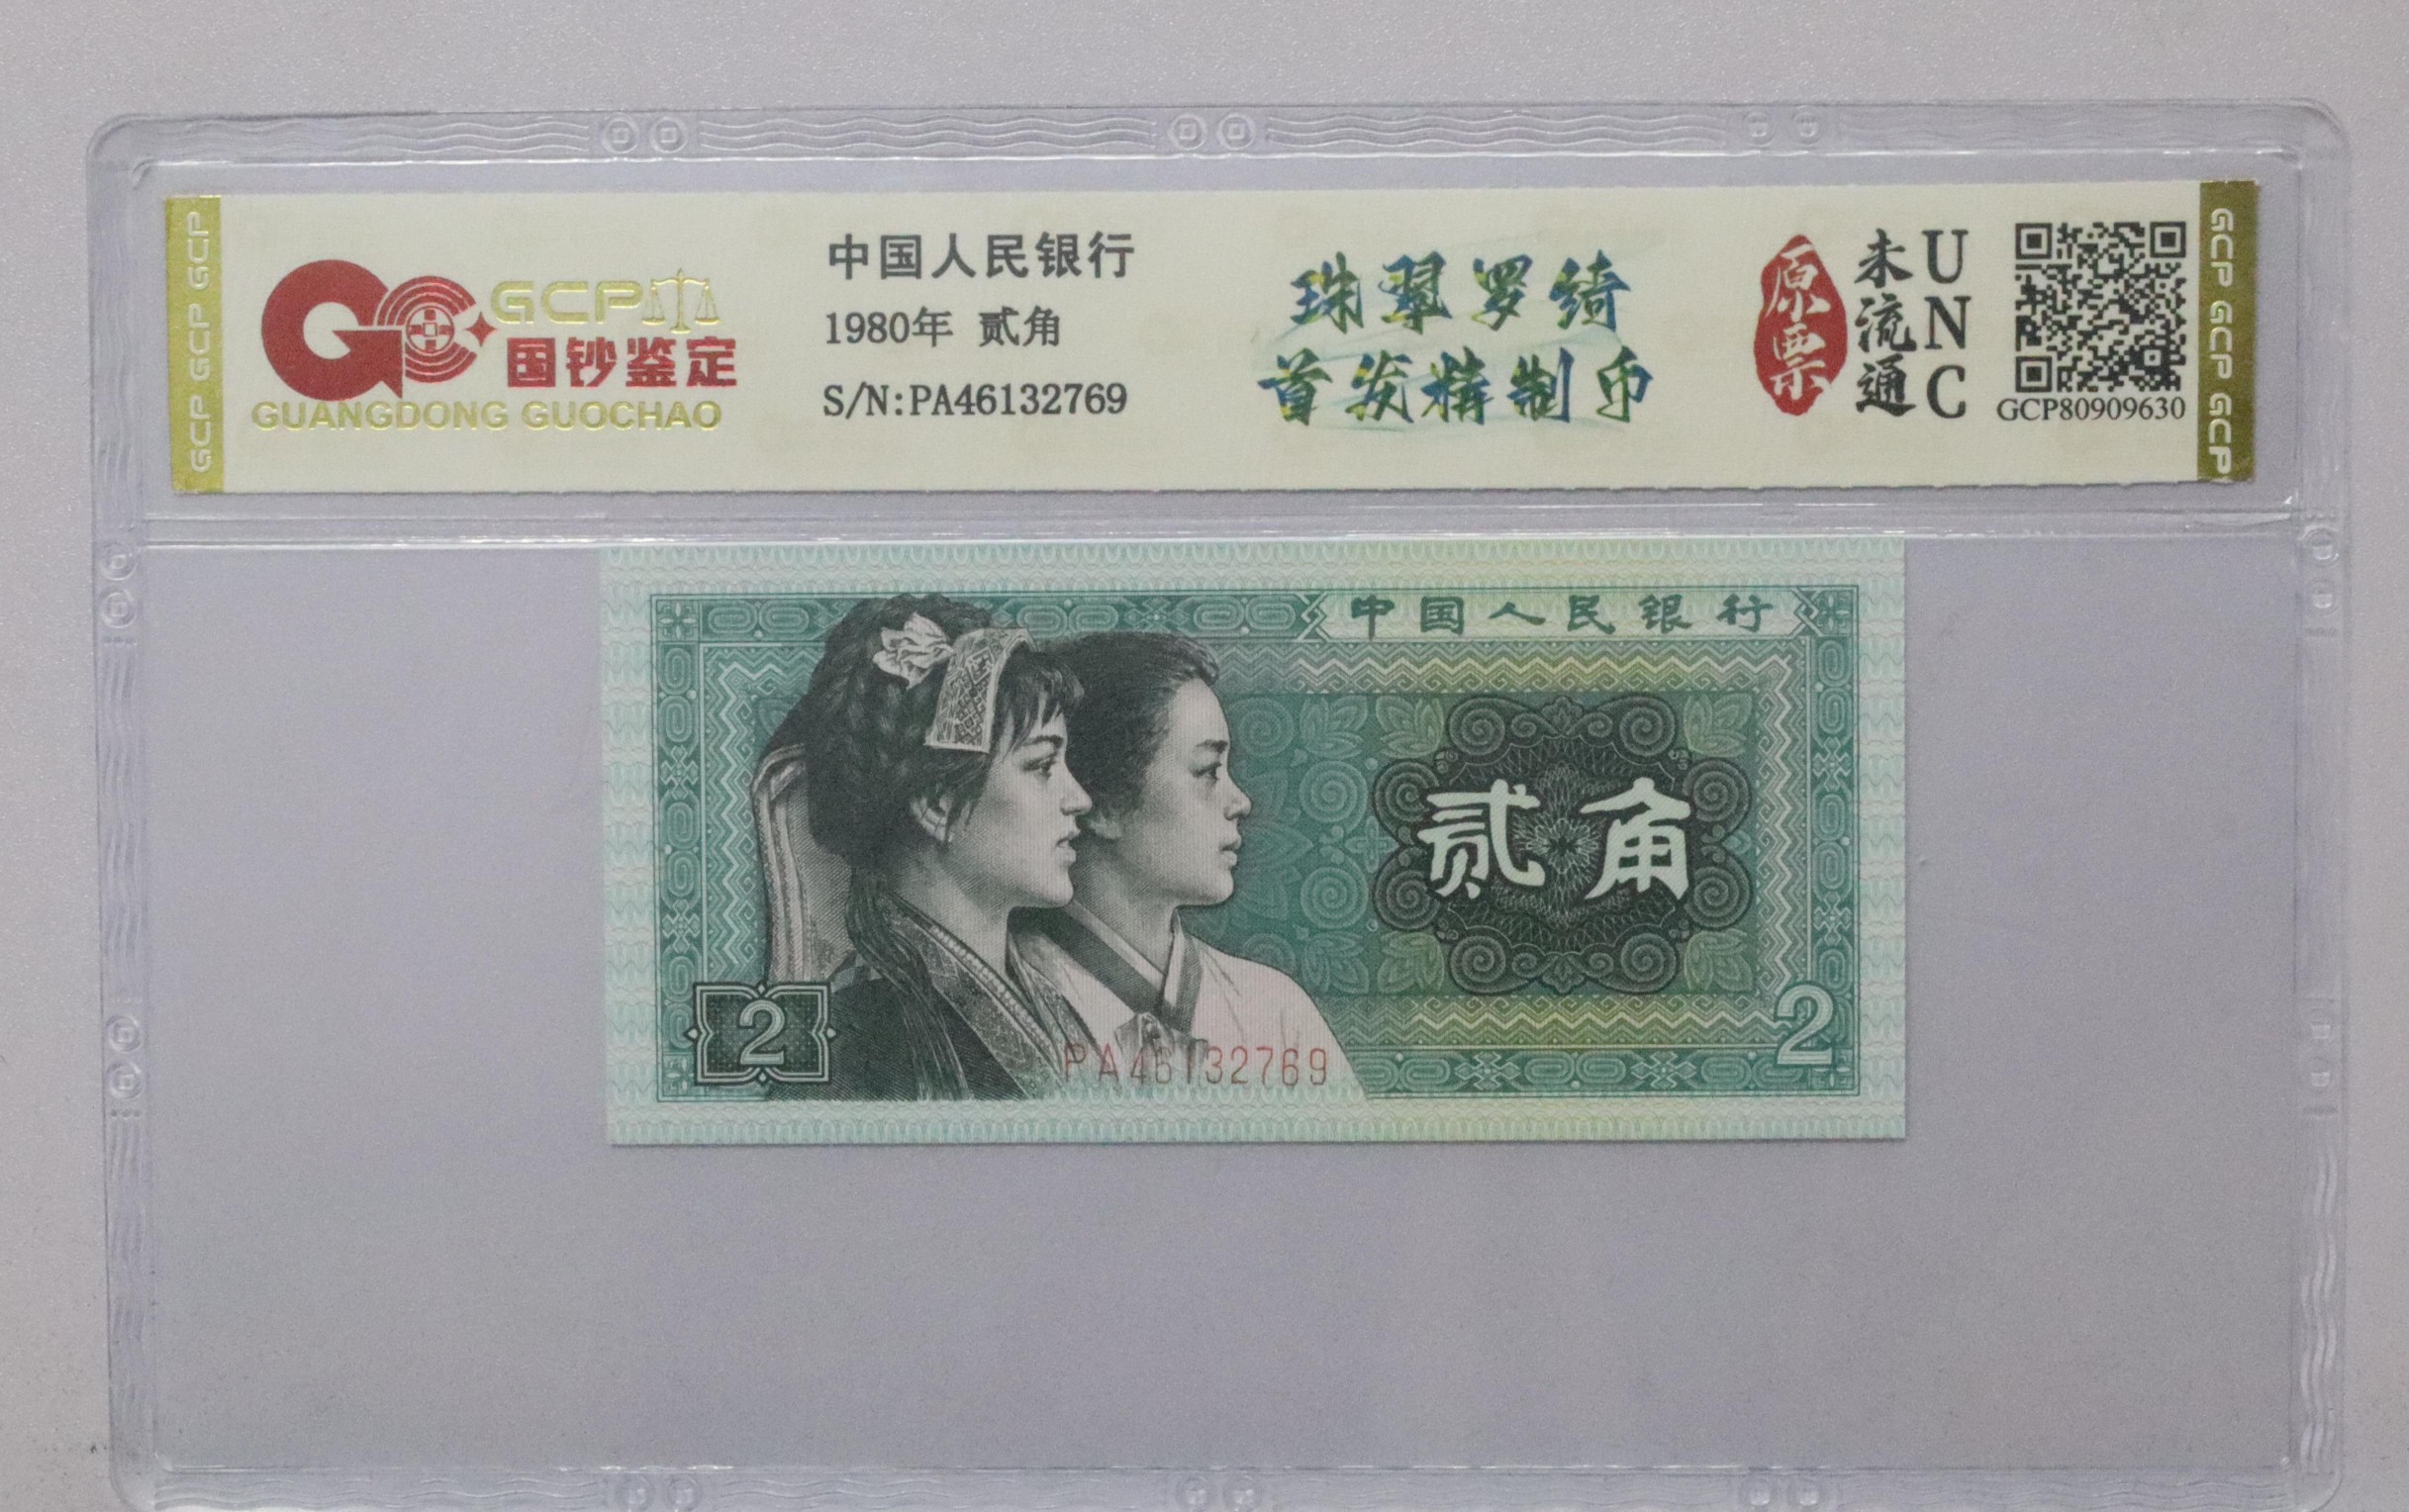 GCP GCP GCP
GCP
国钞鉴定
GUANGDONG GUOCHAO
中国人民银行
1980年 贰角
S/N:PA46132769
珠翠罗绮
首发精制币
原票
未流通
UNC
GCP80909630
GCP GCP GCP
中国人民银行
贰角
2
2
PA46132769